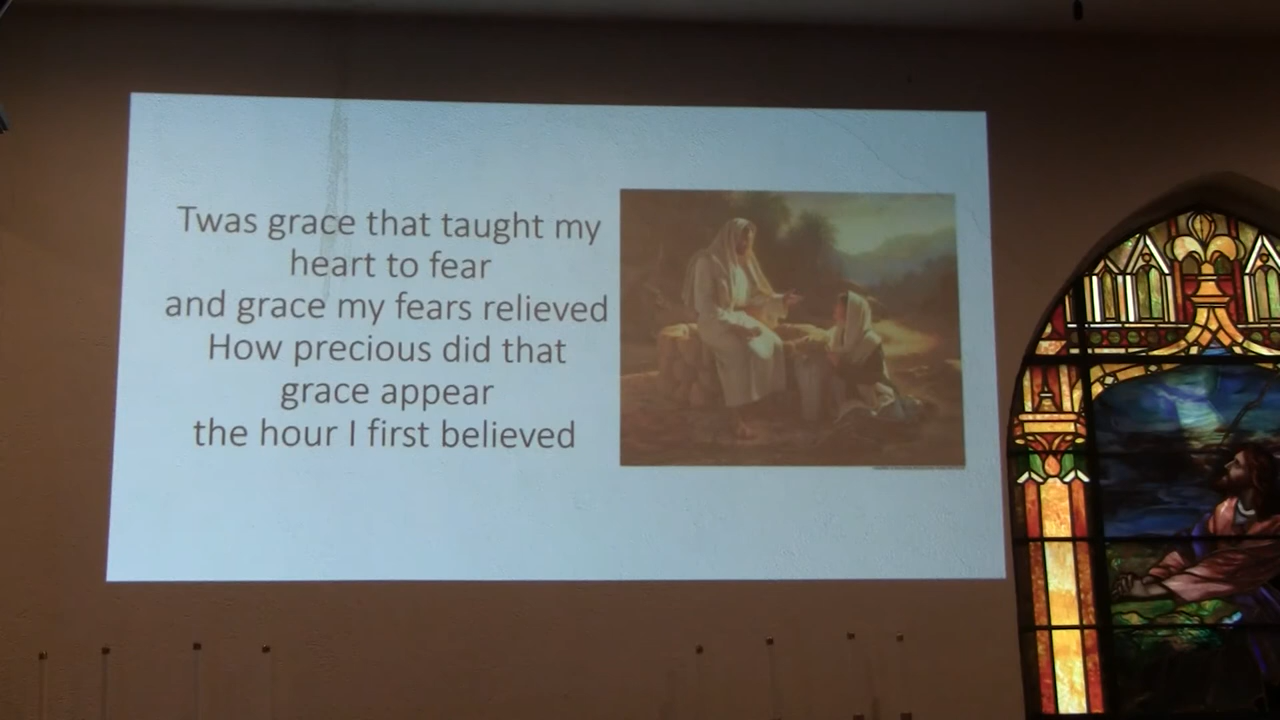 Twas grace that taught my
heart to fear
and grace my fears relieved
How precious did that
grace appear
the hour I first believed